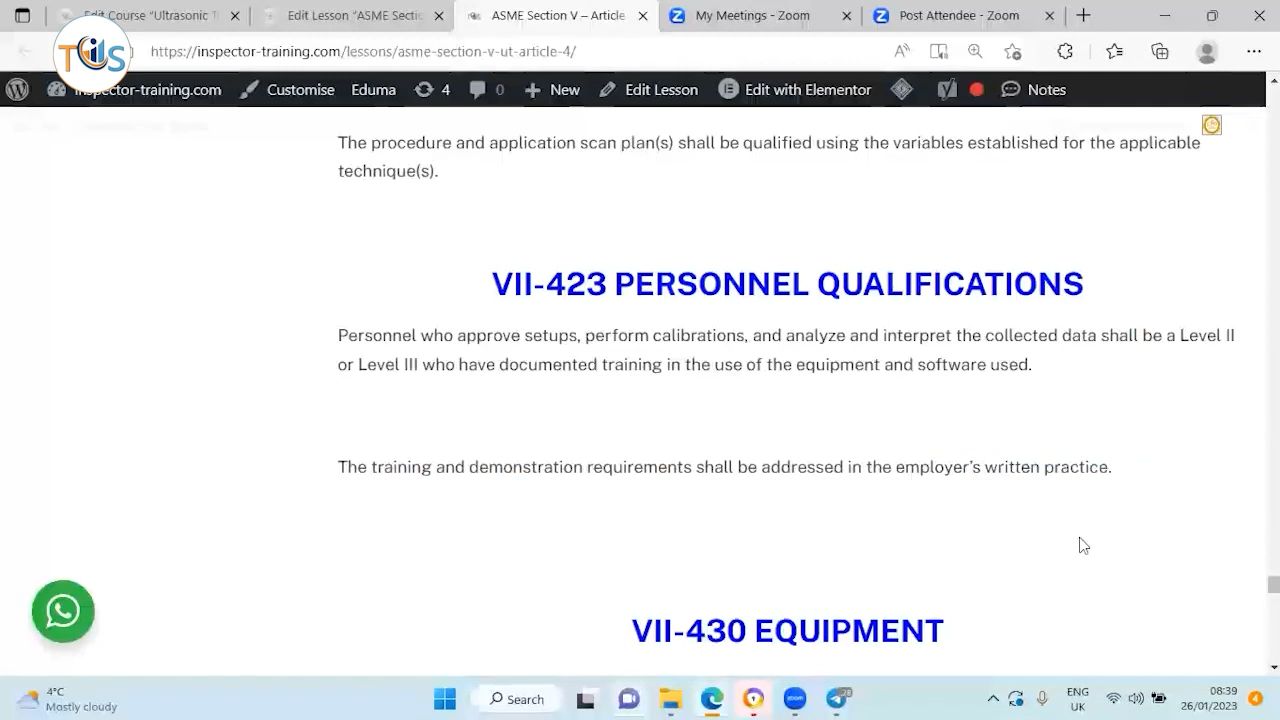 Edit Course "Ultrasonic T
Edit Lesson "ASME Sectio
ASME Section V – Article
My Meetings - Zoom
Post Attendee - Zoom
https://inspector-training.com/lessons/asme-section-v-ut-article-4/
TCIS
inspector-training.com
Customise
Eduma
4
0
New
Edit Lesson
Edit with Elementor
Notes
The procedure and application scan plan(s) shall be qualified using the variables established for the applicable
technique(s).
VII-423 PERSONNEL QUALIFICATIONS
Personnel who approve setups, perform calibrations, and analyze and interpret the collected data shall be a Level II
or Level III who have documented training in the use of the equipment and software used.
The training and demonstration requirements shall be addressed in the employer's written practice.
VII-430 EQUIPMENT
4°C
Mostly cloudy
Search
ENG
UK
08:39
26/01/2023
4